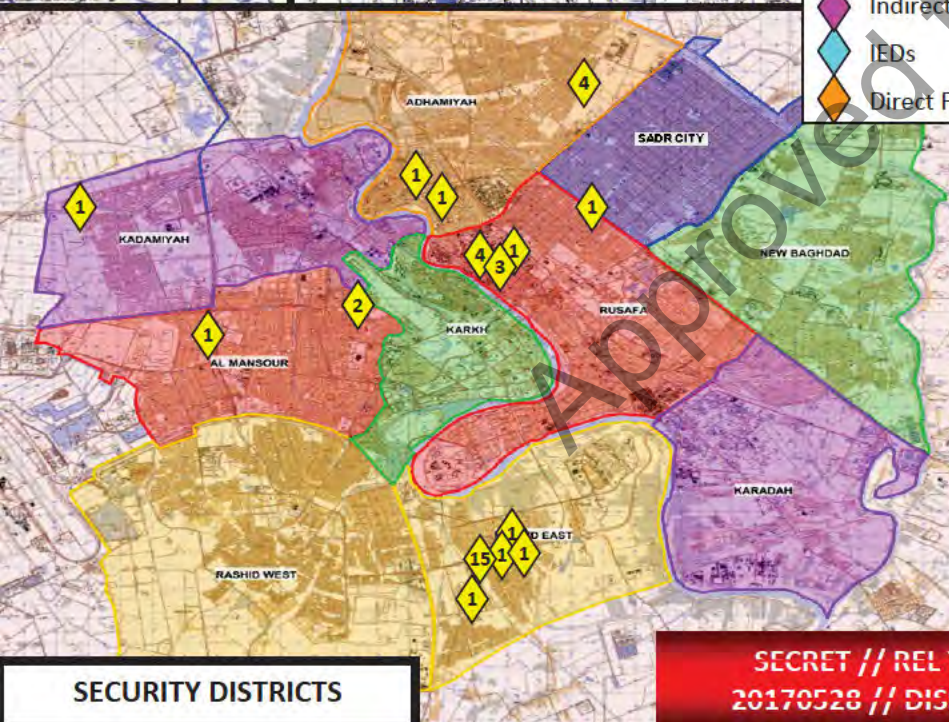 Indirect
IEDs
Direct F
Approved
ADHAMIYAH
4
SADR CITY
1
1
1
1
KADAMIYAH
NEW BAGHDAD
4
3
1
2
KARKH
RUSAFA
1
AL MANSOUR
KARADAH
1
D EAST
15
1
1
RASHID WEST
1
SECURITY DISTRICTS
SECRET // REL
20170528 // DIS